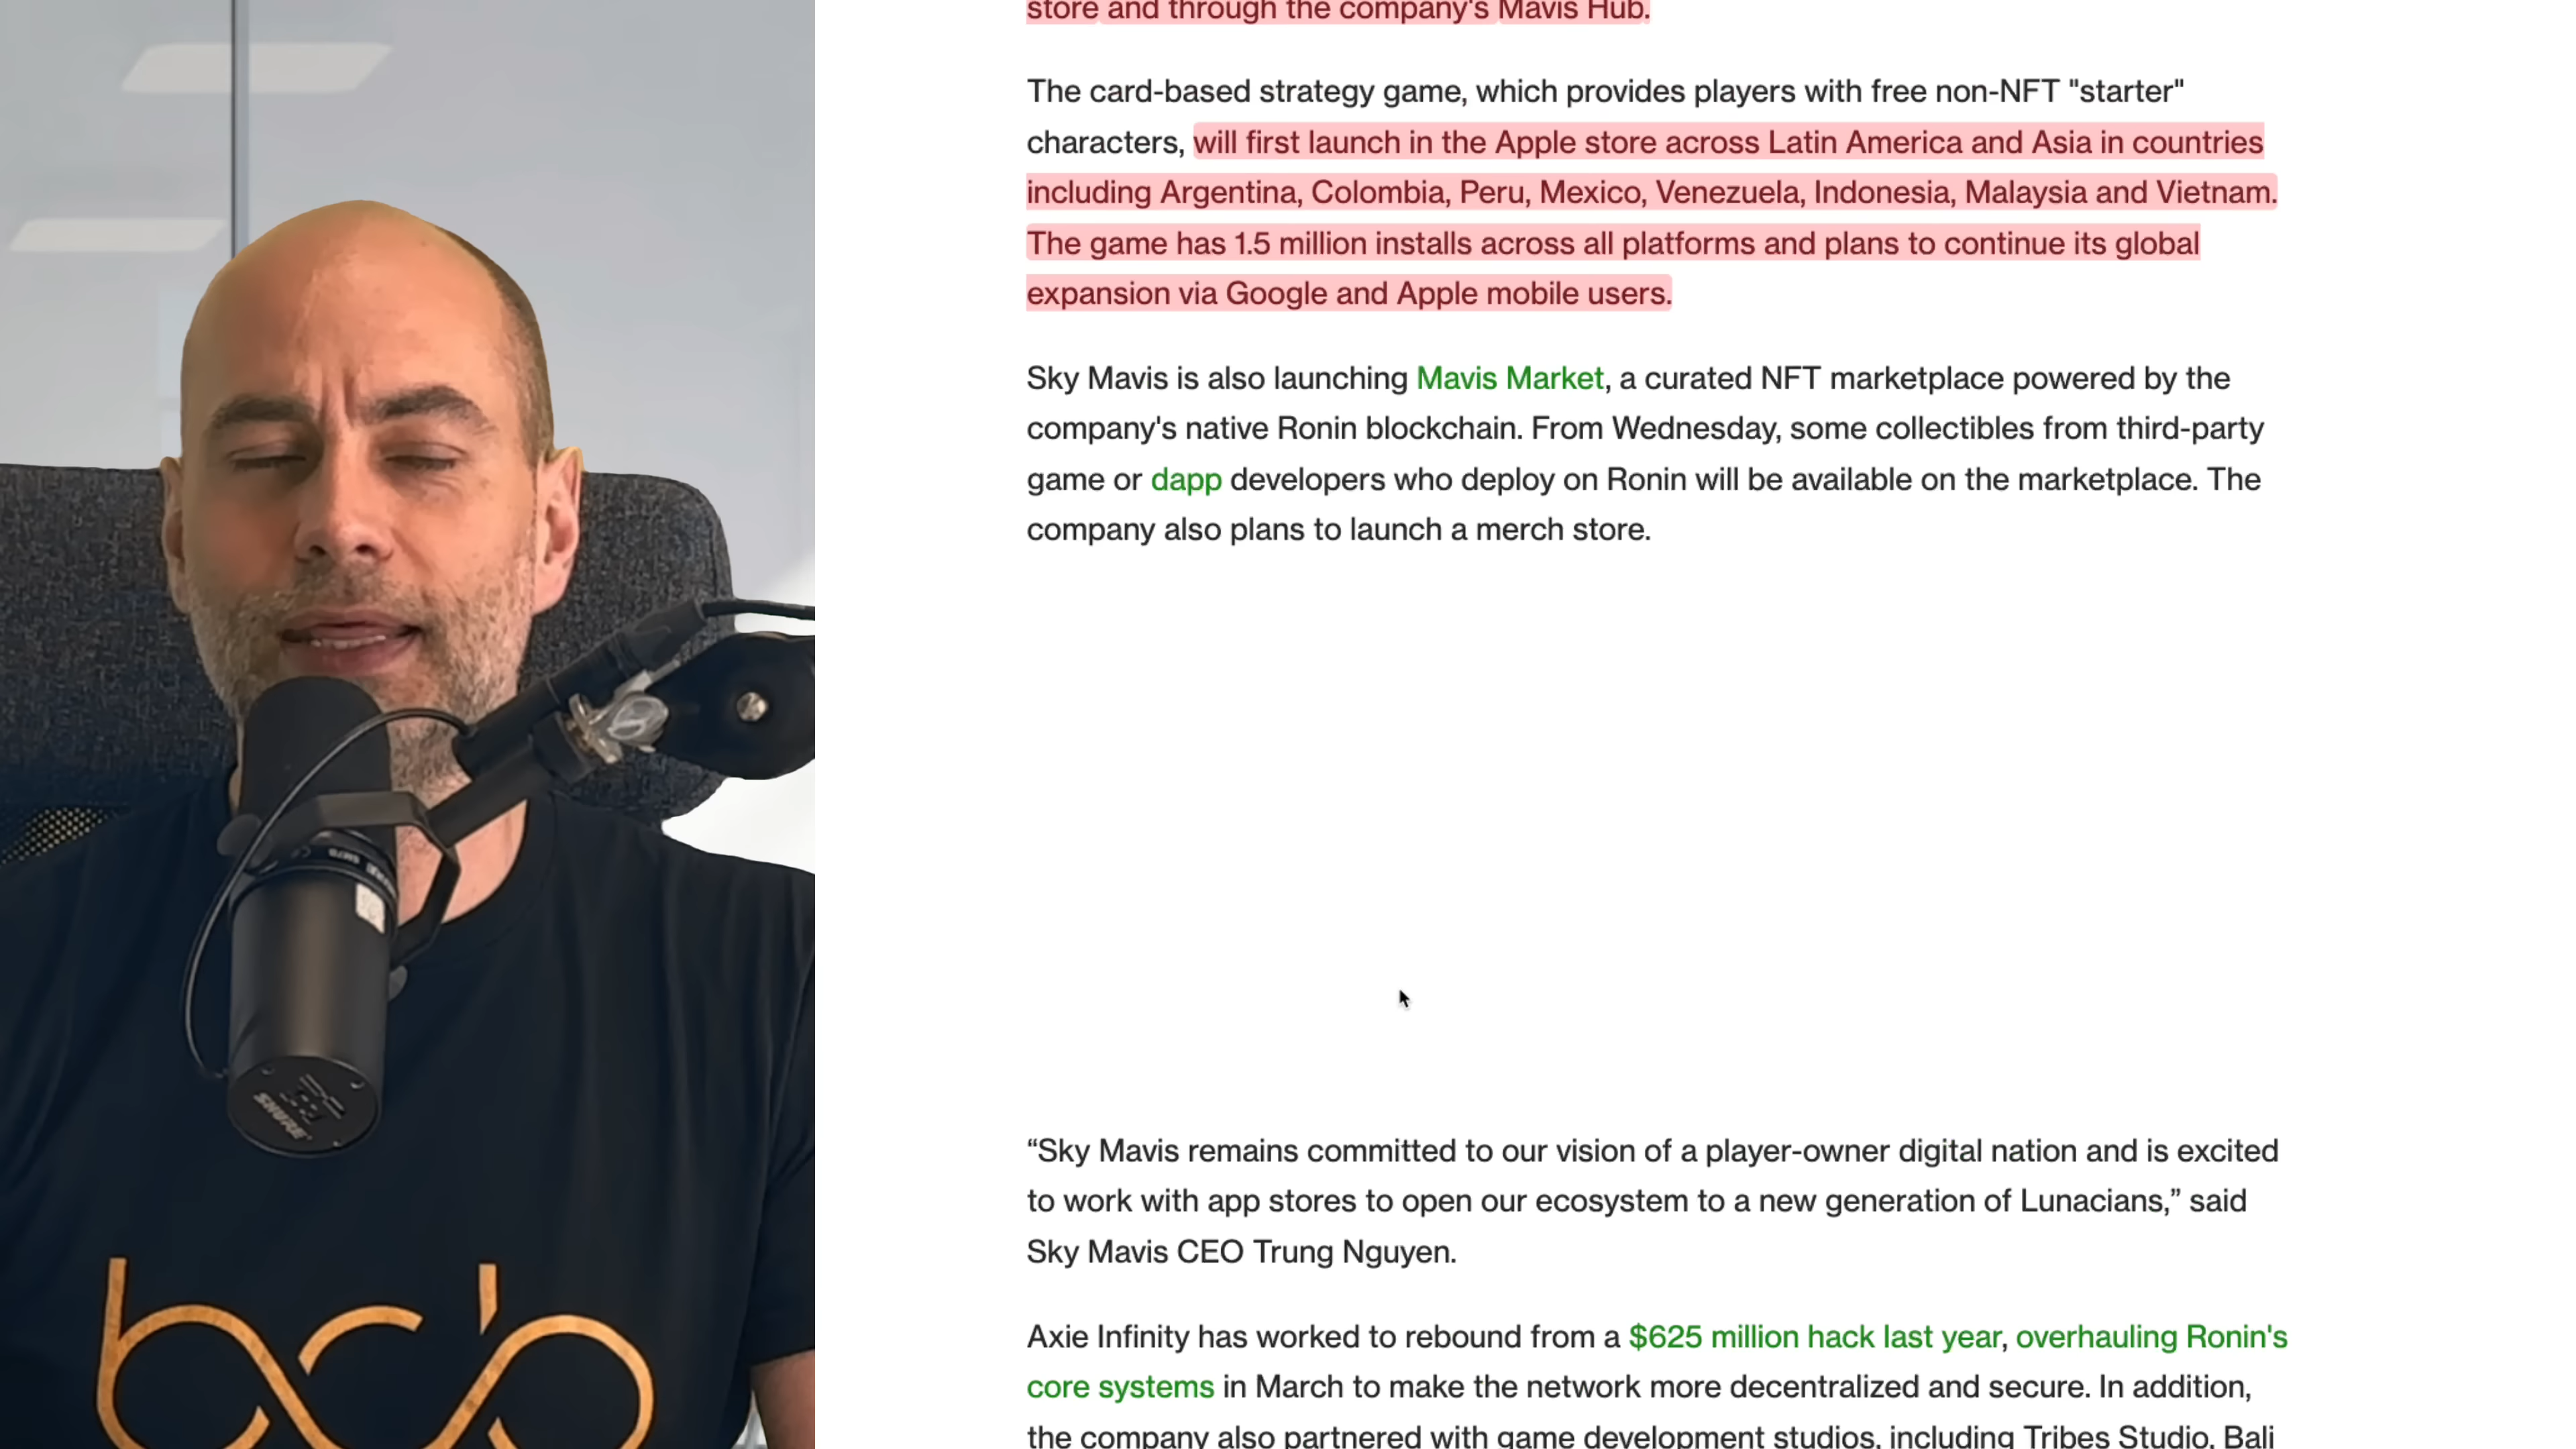 store and through the company's Mavis Hub.
The card-based strategy game, which provides players with free non-NFT "starter"
characters, will first launch in the Apple store across Latin America and Asia in countries
including Argentina, Colombia, Peru, Mexico, Venezuela, Indonesia, Malaysia and Vietnam.
The game has 1.5 million installs across all platforms and plans to continue its global
expansion via Google and Apple mobile users.
Sky Mavis is also launching Mavis Market, a curated NFT marketplace powered by the
company's native Ronin blockchain. From Wednesday, some collectibles from third-party
game or dapp developers who deploy on Ronin will be available on the marketplace. The
company also plans to launch a merch store.
“Sky Mavis remains committed to our vision of a player-owner digital nation and is excited
to work with app stores to open our ecosystem to a new generation of Lunacians,” said
Sky Mavis CEO Trung Nguyen.
Axie Infinity has worked to rebound from a $625 million hack last year, overhauling Ronin's
core systems in March to make the network more decentralized and secure. In addition,
the company also partnered with game development studios, including Tribes Studio, Bali
SHURE
bcb